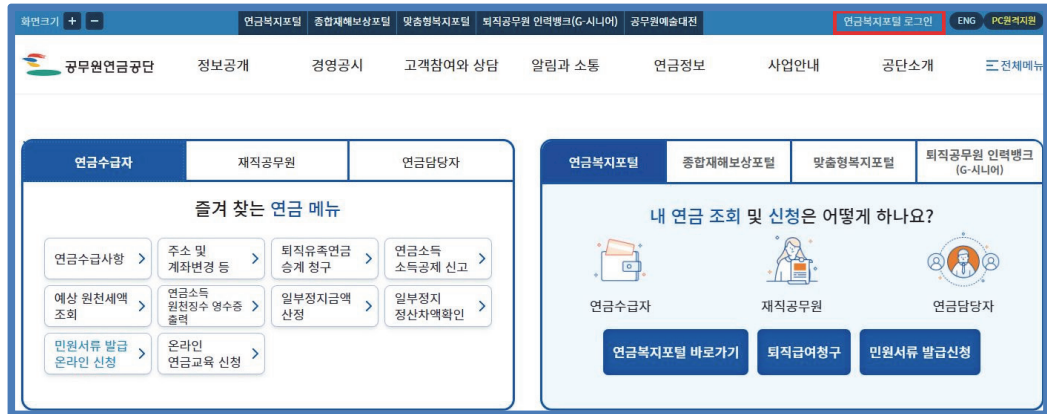 화면크기 + −
연금복지포털 종합재해보상포털 맞춤형복지포털 퇴직공무원 인력뱅크(G-시니어) 공무원예술대전
연금복지포털 로그인 ENG PC원격지원
공무원연금공단 정보공개 경영공시 고객참여와 상담 알림과 소통 연금정보 사업안내 공단소개 전체메뉴
연금수급자 재직공무원 연금담당자
즐겨 찾는 연금 메뉴
연금수급사항 >
주소 및
계좌변경 등 >
퇴직유족연금
승계 청구 >
연금소득
소득공제 신고 >
예상 원천세액
조회 >
연금소득
원천징수 영수증
출력 >
일부정지금액
산정 >
일부정지
정산차액확인 >
민원서류 발급
온라인 신청 >
온라인
연금교육 신청 >
연금복지포털 종합재해보상포털 맞춤형복지포털 퇴직공무원 인력뱅크
(G-시니어)
내 연금 조회 및 신청은 어떻게 하나요?
연금수급자 재직공무원 연금담당자
연금복지포털 바로가기 퇴직급여청구 민원서류 발급신청